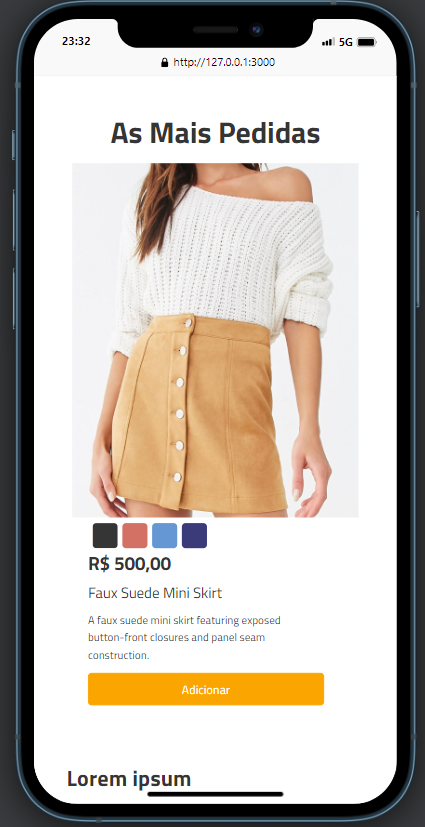 23:32
5G
http://127.0.0.1:3000
As Mais Pedidas
R$ 500,00
Faux Suede Mini Skirt
A faux suede mini skirt featuring exposed
button-front closures and panel seam
construction.
Adicionar
Lorem ipsum